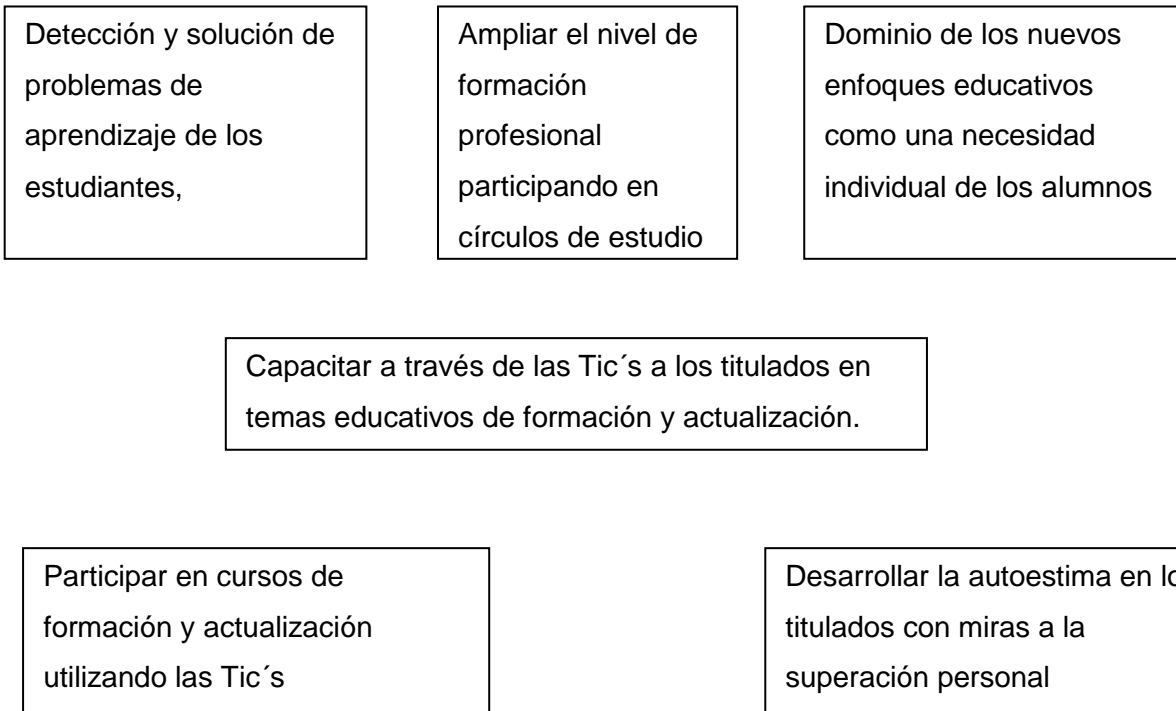 Detección y solución de
problemas de
aprendizaje de los
estudiantes,
Ampliar el nivel de
formación
profesional
participando en
círculos de estudio
Dominio de los nuevos
enfoques educativos
como una necesidad
individual de los alumnos
Capacitar a través de las Tic´s a los titulados en
temas educativos de formación y actualización.
Participar en cursos de
formación y actualización
utilizando las Tic´s
Desarrollar la autoestima en
titulados con miras a la
superación personal